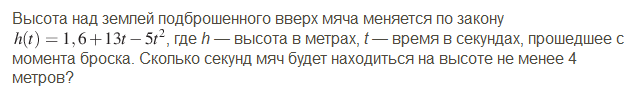 Высота над землей подброшенного вверх мяча меняется по закону
h(t) = 1,6 + 13t − 5t², где h — высота в метрах, t — время в секундах, прошедшее с
момента броска. Сколько секунд мяч будет находиться на высоте не менее 4
метров?